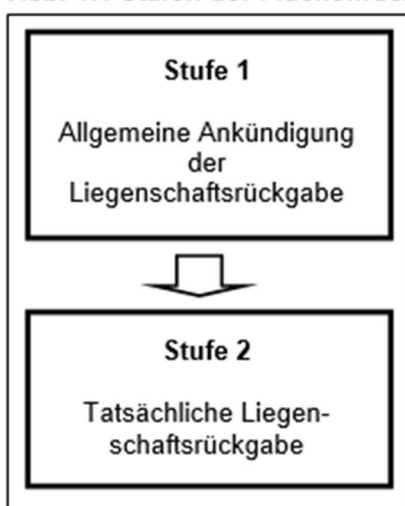 Stufe 1
Allgemeine Ankündigung
der
Liegenschaftsrückgabe
Stufe 2
Tatsächliche Liegen-
schaftsrückgabe